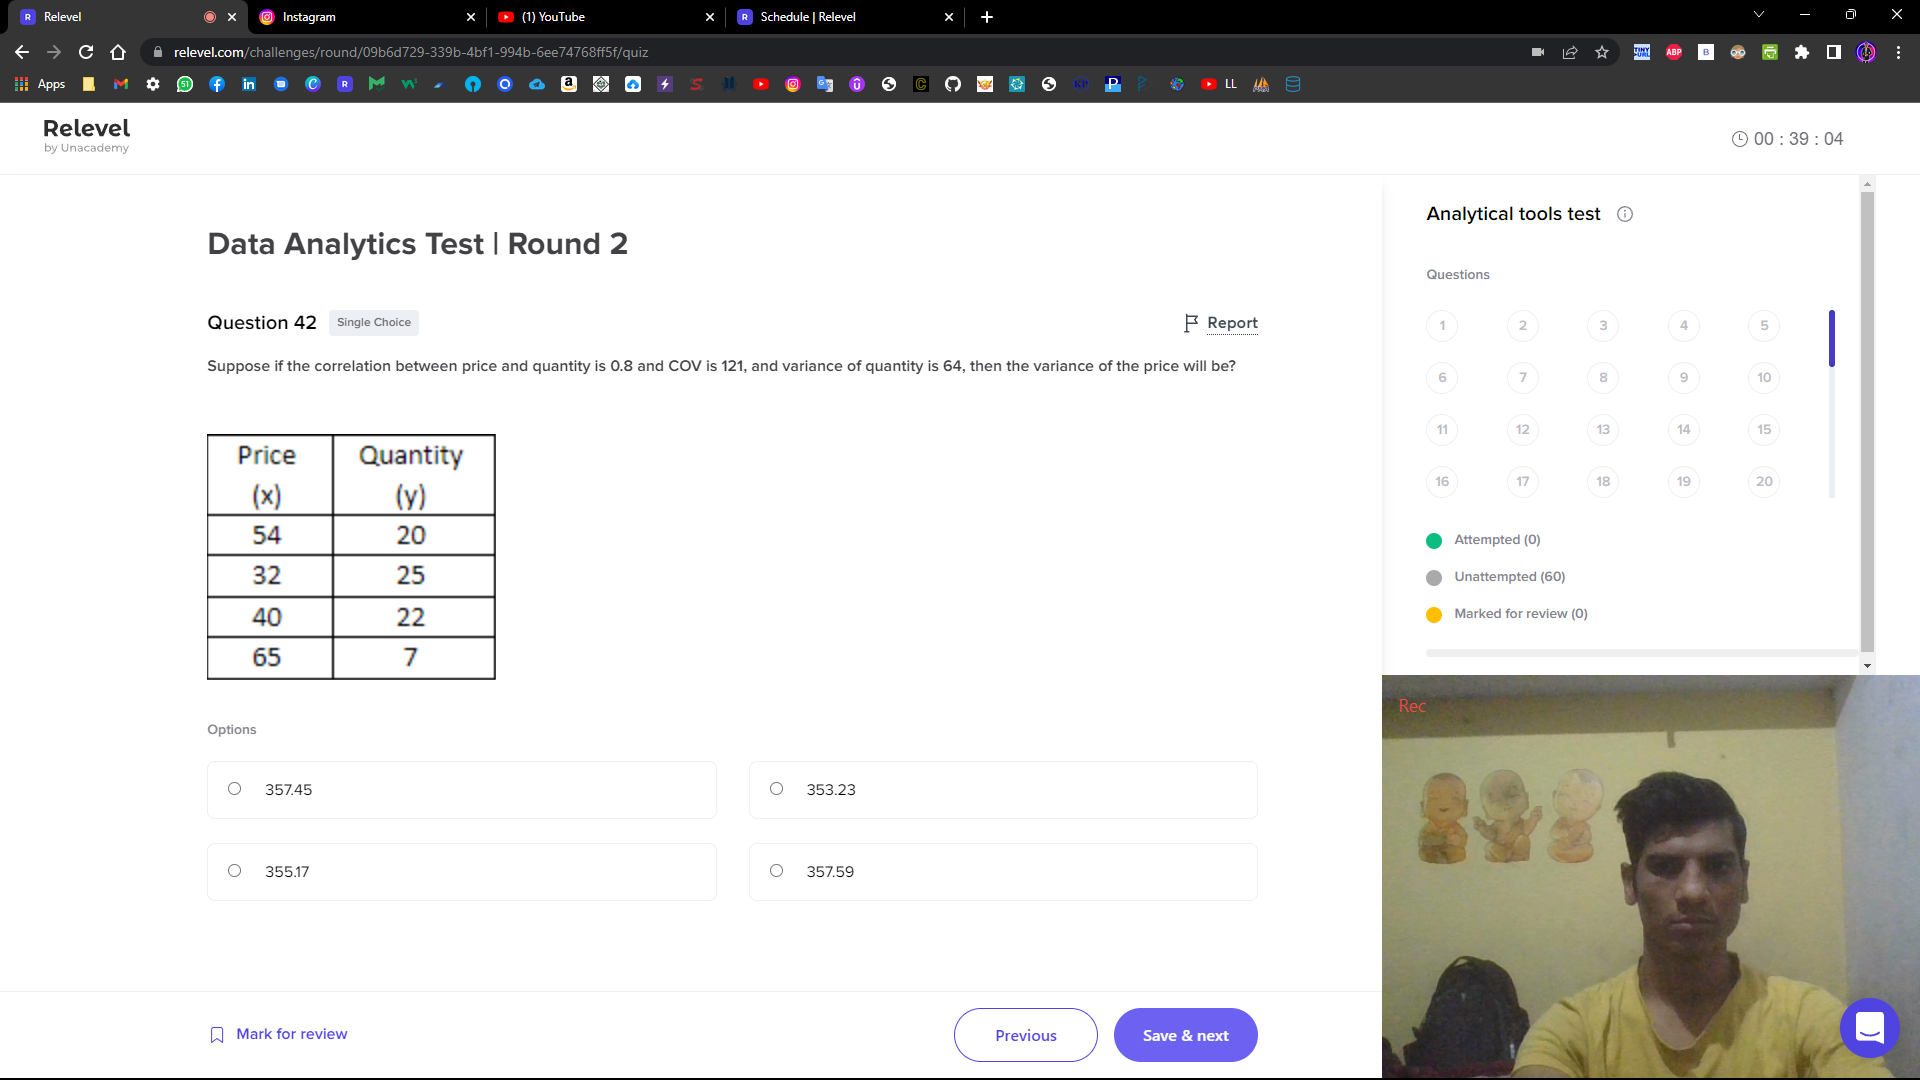 Relevel
Instagram
(1) YouTube
Schedule | Relevel
relevel.com/challenges/round/09b6d729-339b-4bf1-994b-6ee74768ff5f/quiz
Apps
LL
Relevel
by Unacademy
00 : 39 : 04
Data Analytics Test | Round 2
Question 42
Single Choice
Report
Suppose if the correlation between price and quantity is 0.8 and COV is 121, and variance of quantity is 64, then the variance of the price will be?
Price (x) Quantity (y)
54 20
32 25
40 22
65 7
Options
357.45
353.23
355.17
357.59
Mark for review
Previous
Save & next
Analytical tools test
Questions
1 2 3 4 5
6 7 8 9 10
11 12 13 14 15
16 17 18 19 20
Attempted (0)
Unattempted (60)
Marked for review (0)
Rec